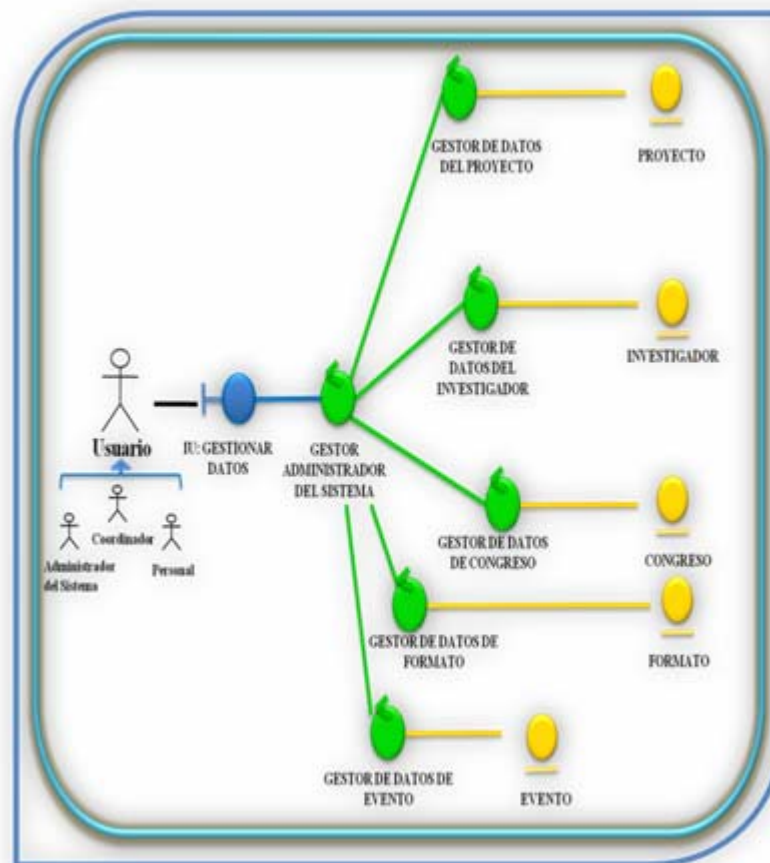 GESTOR DE DATOS
DEL PROYECTO
PROYECTO
GESTOR DE
DATOS DEL
INVESTIGADOR
INVESTIGADOR
Usuario
IU: GESTIONAR
DATOS
GESTOR
ADMINISTRADOR
DEL SISTEMA
Coordinador
Administrador
del Sistema
Personal
GESTOR DE DATOS
DE CONGRESO
CONGRESO
GESTOR DE DATOS DE
FORMATO
FORMATO
GESTOR DE DATOS DE
EVENTO
EVENTO